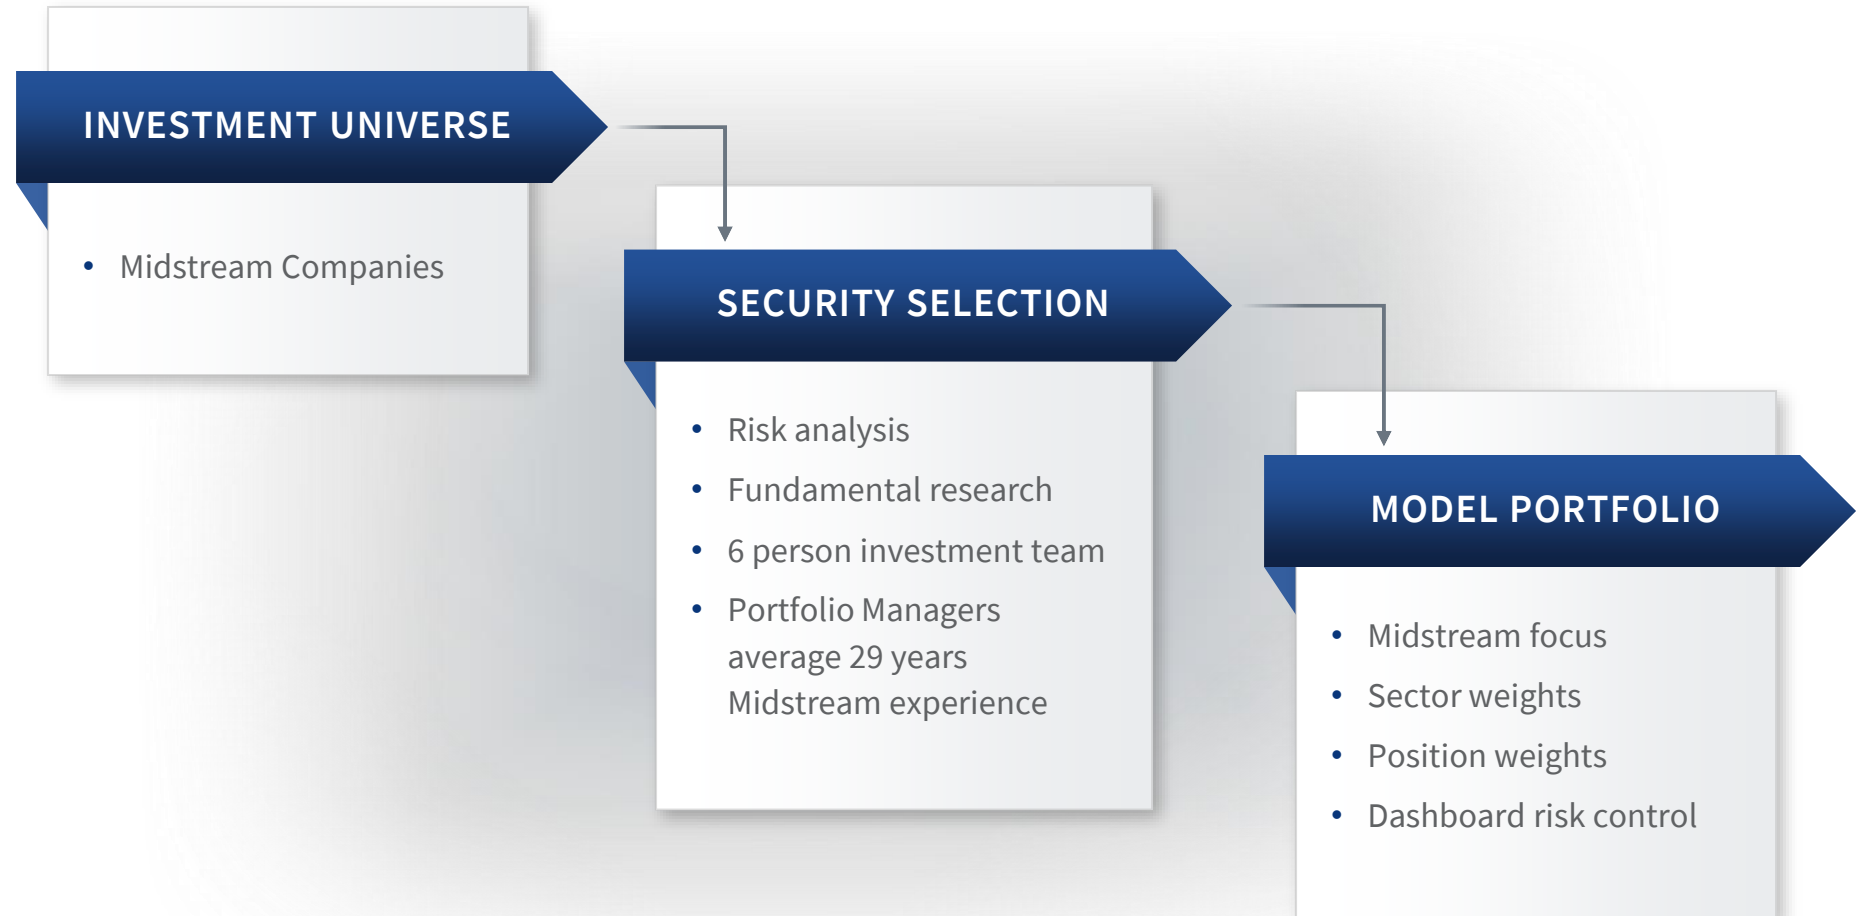 INVESTMENT UNIVERSE
• Midstream Companies
SECURITY SELECTION
• Risk analysis
• Fundamental research
• 6 person investment team
• Portfolio Managers
average 29 years
Midstream experience
MODEL PORTFOLIO
• Midstream focus
• Sector weights
• Position weights
• Dashboard risk control